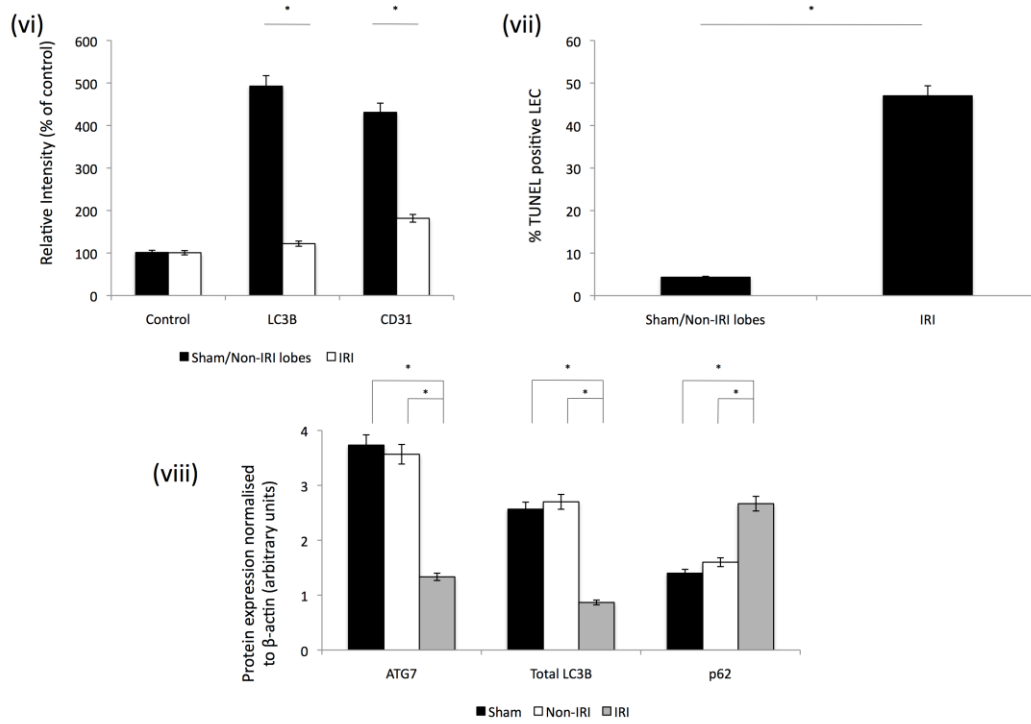 (vi)
* *
Relative Intensity (% of control)
600
500
400
300
200
100
0
Control LC3B CD31
Sham/Non-IRI lobes IRI
(vii)
*
% TUNEL positive LEC
60
50
40
30
20
10
0
Sham/Non-IRI lobes IRI
(viii)
* * *
* * *
Protein expression normalised
to β-actin (arbitrary units)
4
3
2
1
0
ATG7 Total LC3B p62
Sham Non-IRI IRI